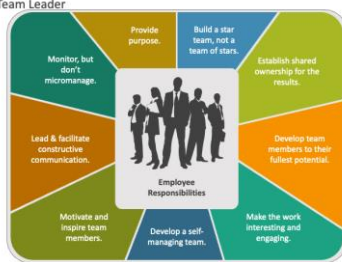 Team Leader
Provide
purpose.
Build a star
team, not a
team of stars.
Establish shared
ownership for the
results.
Develop team
members to their
fullest potential.
Make the work
interesting and
engaging.
Develop a self-
managing team.
Motivate and
inspire team
members.
Lead & facilitate
constructive
communication.
Monitor, but
don't
micromanage.
Employee
Responsibilities